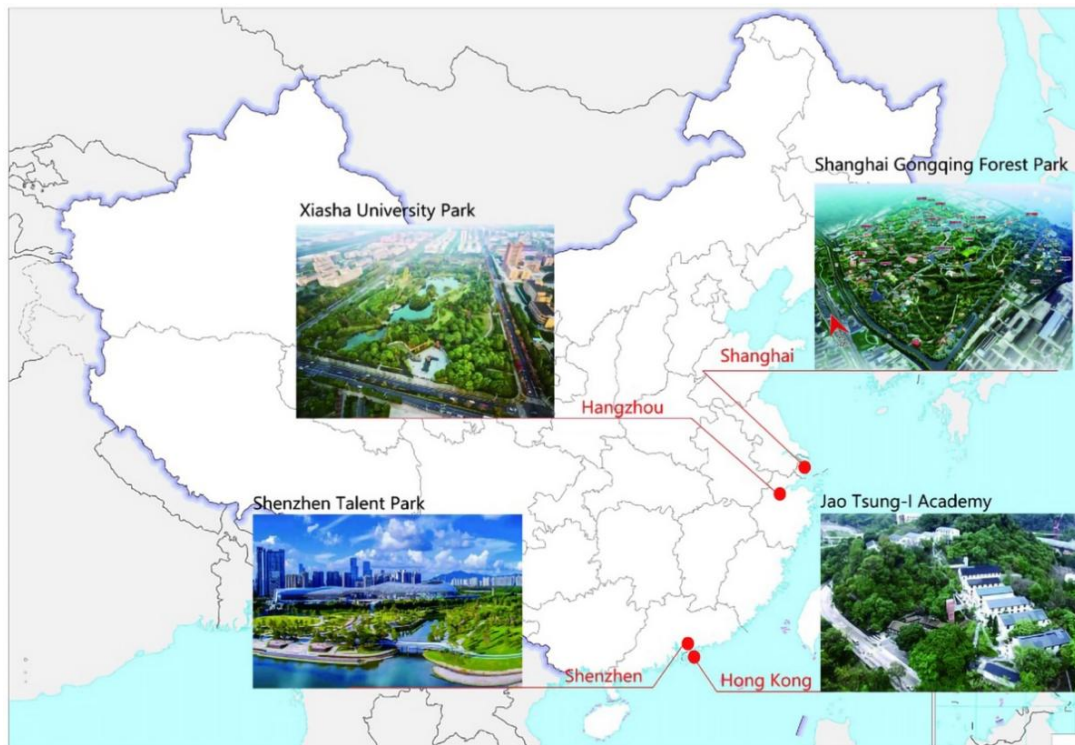 Shanghai Gongqing Forest Park
Xiasha University Park
Shanghai
Hangzhou
Shenzhen Talent Park
Jao Tsung-I Academy
Shenzhen
Hong Kong